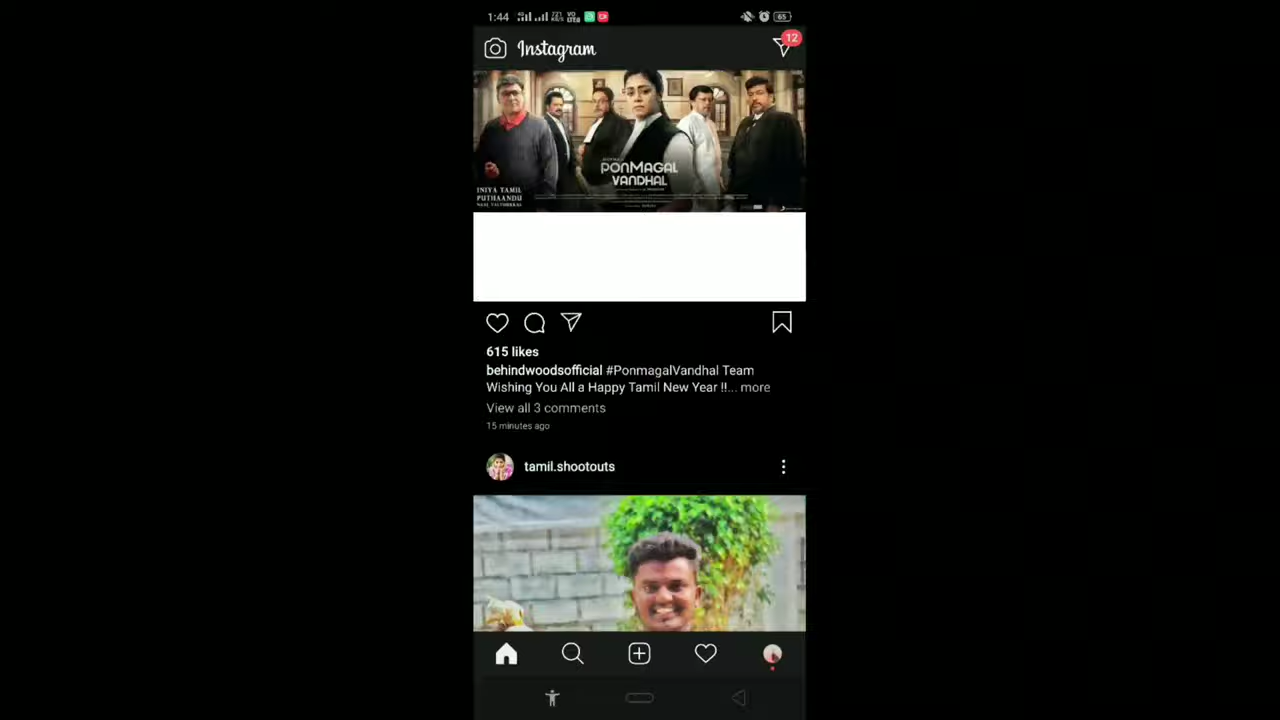 1:44
65
Instagram
12
PONMAGAL
VANDHAL
INIYA TAMIL
PUTHAANDU
615 likes
behindwoodsofficial #PonmagalVandhal Team
Wishing You All a Happy Tamil New Year !!... more
View all 3 comments
15 minutes ago
tamil.shootouts